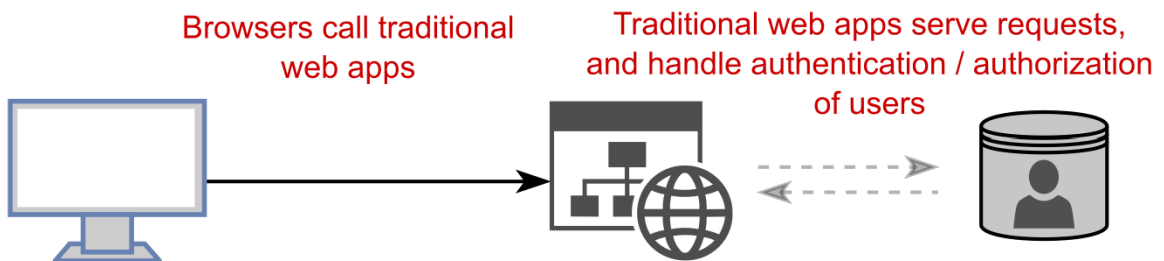 Browsers call traditional
web apps
Traditional web apps serve requests,
and handle authentication / authorization
of users